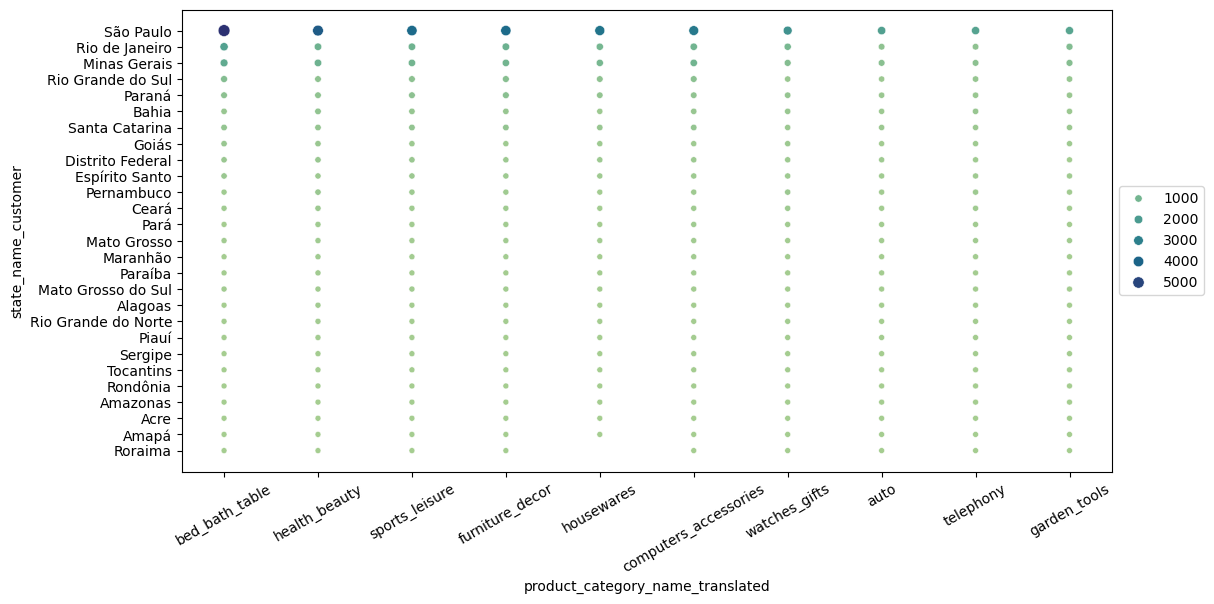 São Paulo
Rio de Janeiro
Minas Gerais
Rio Grande do Sul
Paraná
Bahia
Santa Catarina
Goiás
Distrito Federal
Espírito Santo
Pernambuco
Ceará
Pará
Mato Grosso
Maranhão
Paraíba
Mato Grosso do Sul
Alagoas
Rio Grande do Norte
Piauí
Sergipe
Tocantins
Rondônia
Amazonas
Acre
Amapá
Roraima
state_name_customer
bed_bath_table
health_beauty
sports_leisure
furniture_decor
housewares
computers_accessories
watches_gifts
auto
telephony
garden_tools
product_category_name_translated
1000
2000
3000
4000
5000